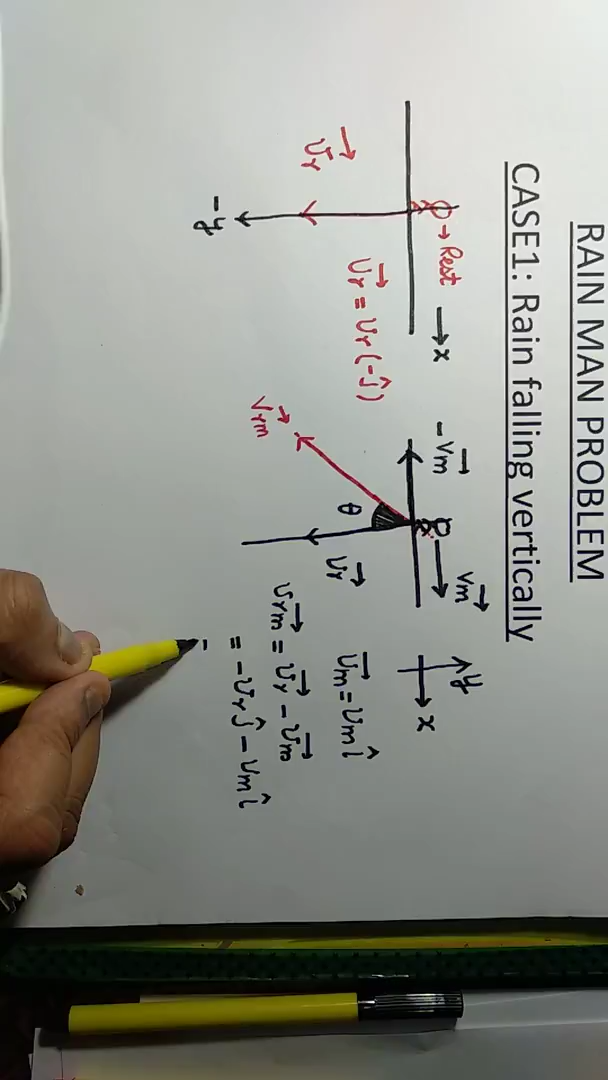 RAIN MAN PROBLEM
CASE1: Rain falling vertically
→ Rest
→ x
v⃗r
v⃗r = vr(-ĵ)
-y
-v⃗m
v⃗m
θ
v⃗r
v⃗rm
y
x
v⃗m = vm î
v⃗rm = v⃗r - v⃗m
= -vr ĵ - vm î
-